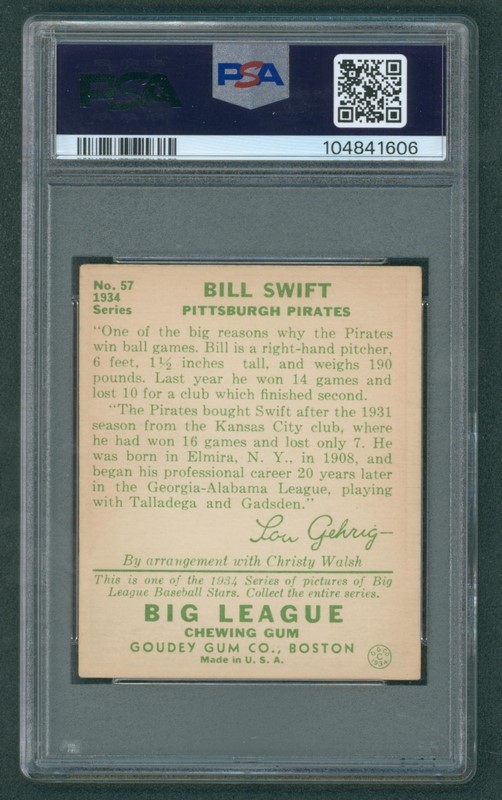 PSA
PSA
104841606
No. 57
1934
Series
BILL SWIFT
PITTSBURGH PIRATES
"One of the big reasons why the Pirates
win ball games. Bill is a right-hand pitcher,
6 feet, 1½ inches tall, and weighs 190
pounds. Last year he won 14 games and
lost 10 for a club which finished second.
"The Pirates bought Swift after the 1931
season from the Kansas City club, where
he had won 16 games and lost only 7. He
was born in Elmira, N. Y., in 1908, and
began his professional career 20 years later
in the Georgia-Alabama League, playing
with Talladega and Gadsden."
Lou Gehrig
By arrangement with Christy Walsh
This is one of the 1934 Series of pictures of Big
League Baseball Stars. Collect the entire series.
BIG LEAGUE
CHEWING GUM
GOUDEY GUM CO., BOSTON
Made in U. S. A.